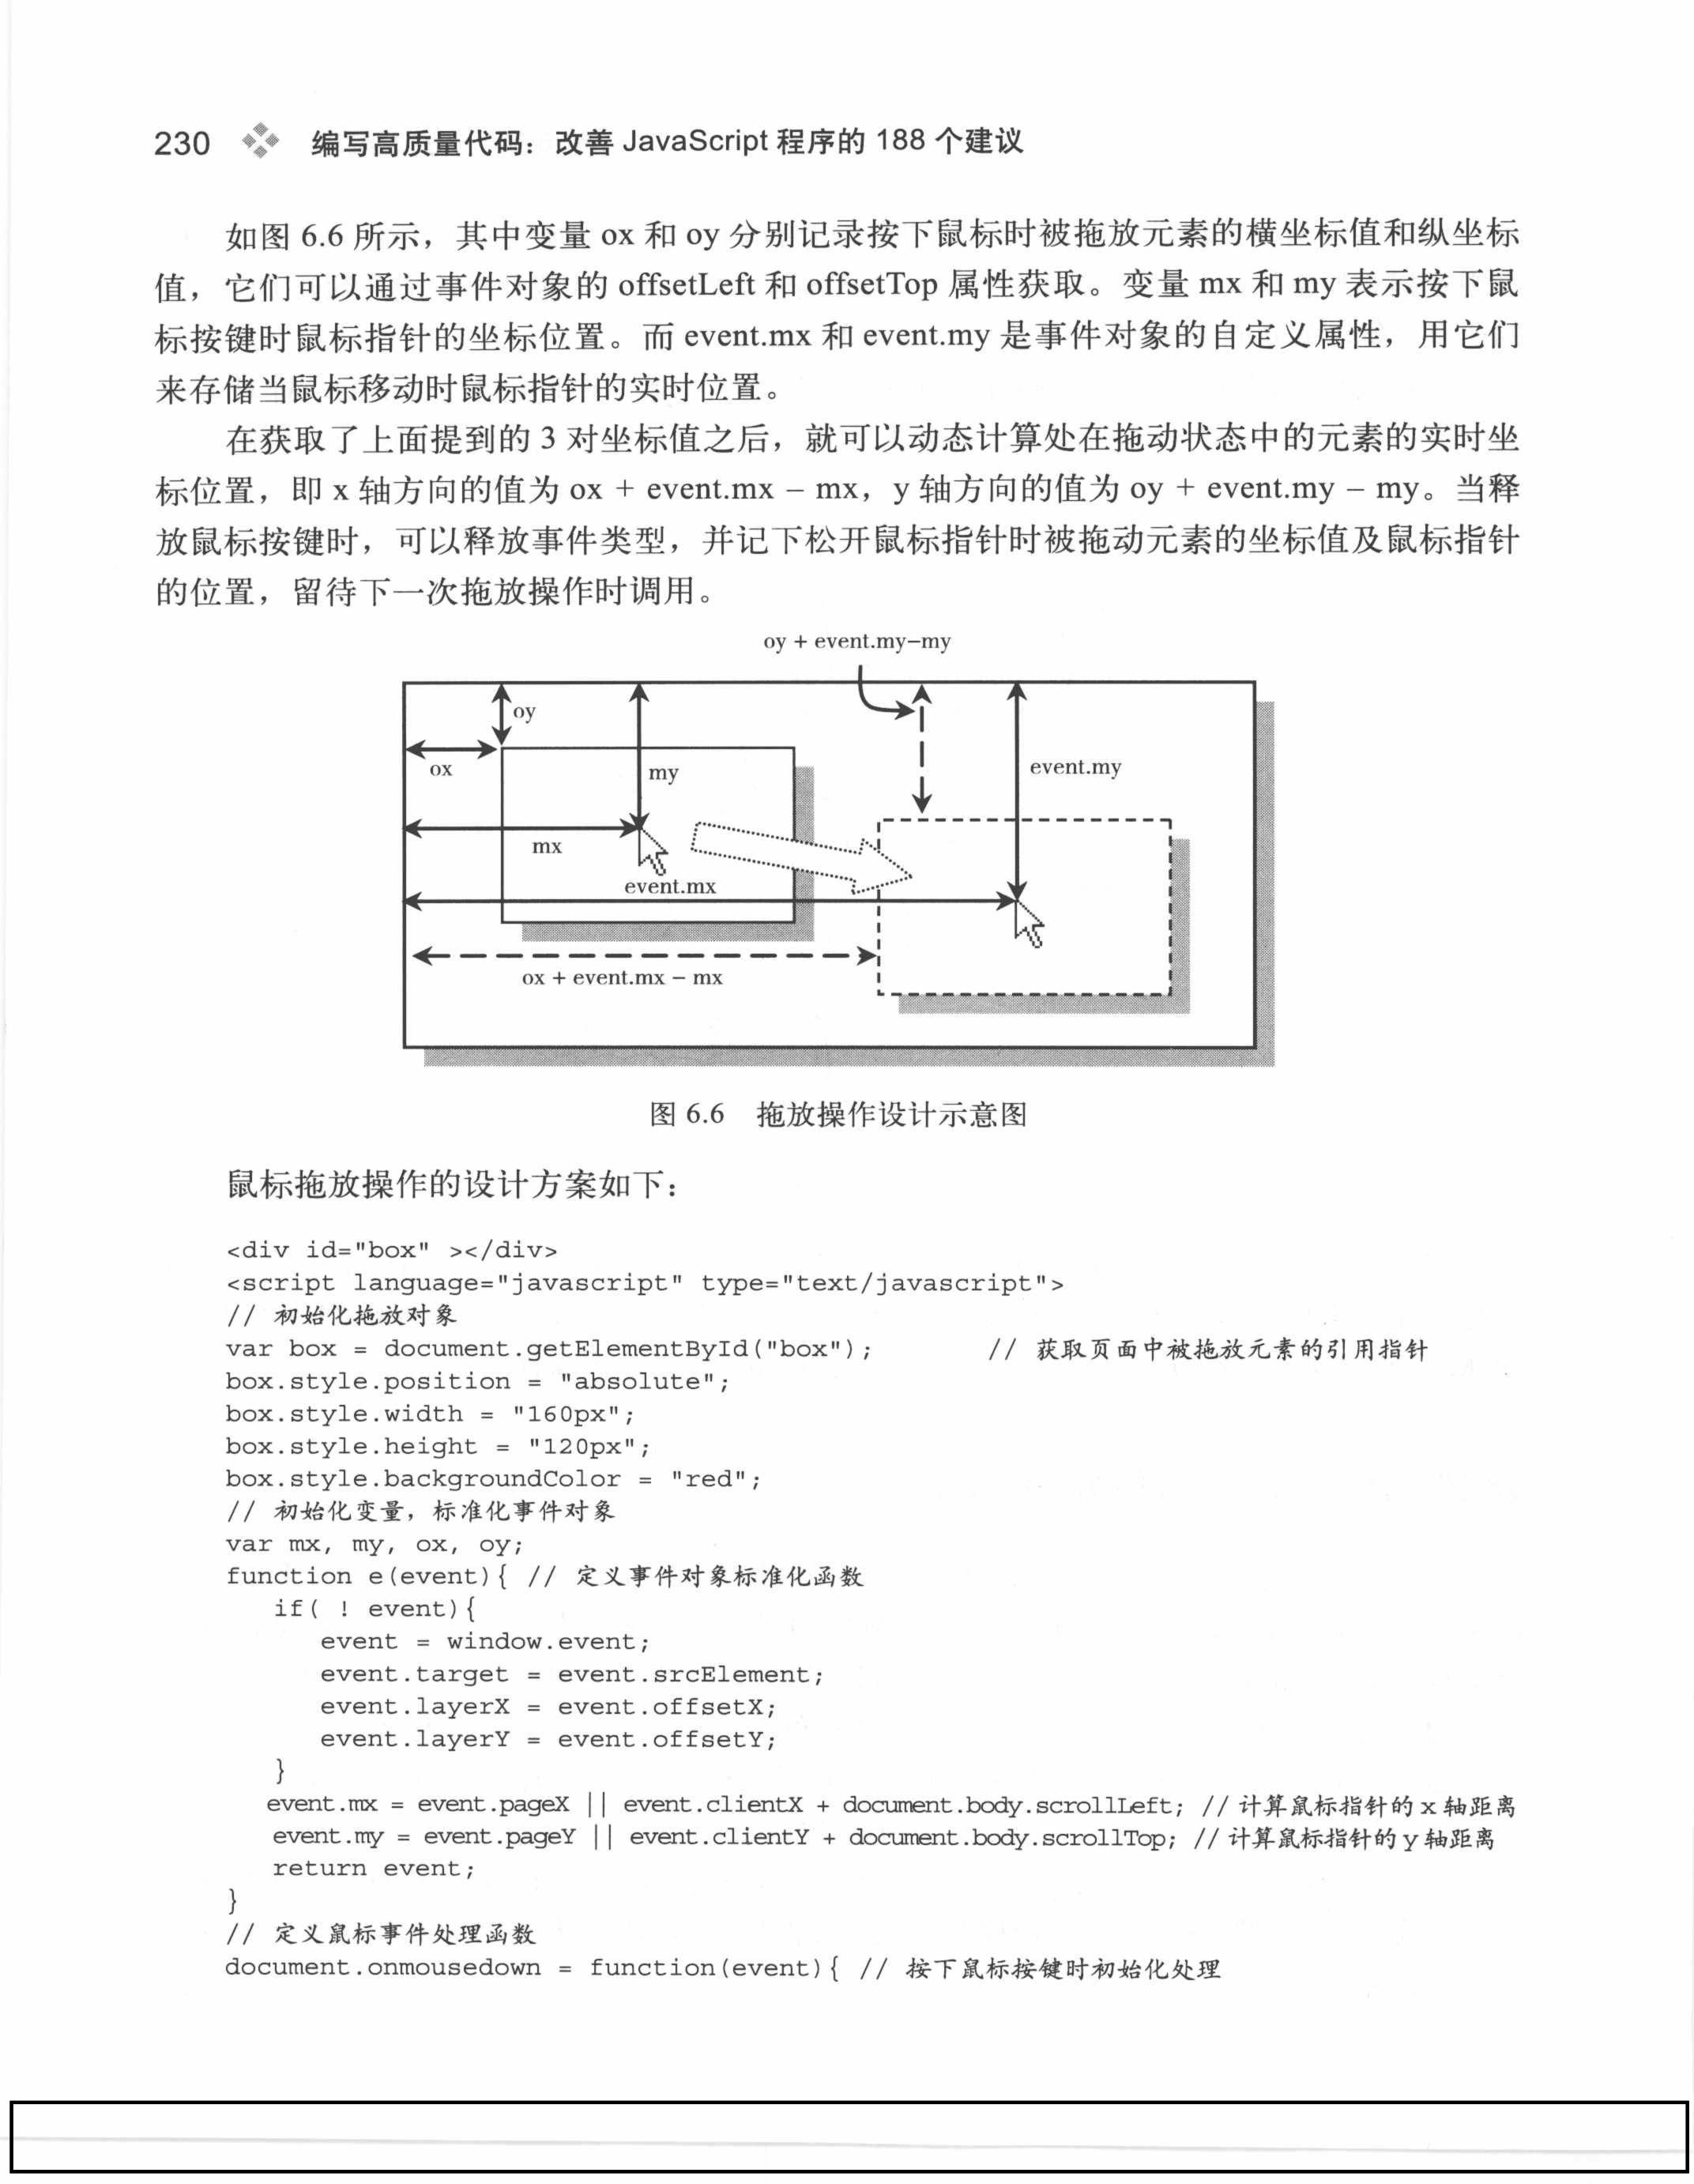 230 编写高质量代码：改善 JavaScript 程序的 188 个建议
如图 6.6 所示，其中变量 ox 和 oy 分别记录按下鼠标时被拖放元素的横坐标值和纵坐标
值，它们可以通过事件对象的 offsetLeft 和 offsetTop 属性获取。变量 mx 和 my 表示按下鼠
标按键时鼠标指针的坐标位置。而 event.mx 和 event.my 是事件对象的自定义属性，用它们
来存储当鼠标移动时鼠标指针的实时位置。
在获取了上面提到的 3 对坐标值之后，就可以动态计算处在拖动状态中的元素的实时坐
标位置，即 x 轴方向的值为 ox + event.mx – mx，y 轴方向的值为 oy + event.my – my。当释
放鼠标按键时，可以释放事件类型，并记下松开鼠标指针时被拖动元素的坐标值及鼠标指针
的位置，留待下一次拖放操作时调用。
oy + event.my–my
oy
ox
my
event.my
mx
event.mx
ox + event.mx – mx
图 6.6 拖放操作设计示意图
鼠标拖放操作的设计方案如下：
<div id="box" ></div>
<script language="javascript" type="text/javascript">
// 初始化拖放对象
var box = document.getElementById("box"); // 获取页面中被拖放元素的引用指针
box.style.position = "absolute";
box.style.width = "160px";
box.style.height = "120px";
box.style.backgroundColor = "red";
// 初始化变量，标准化事件对象
var mx, my, ox, oy;
function e(event){ // 定义事件对象标准化函数
if( ! event){
event = window.event;
event.target = event.srcElement;
event.layerX = event.offsetX;
event.layerY = event.offsetY;
}
event.mx = event.pageX || event.clientX + document.body.scrollLeft; // 计算鼠标指针的 x 轴距离
event.my = event.pageY || event.clientY + document.body.scrollTop; // 计算鼠标指针的 y 轴距离
return event;
}
// 定义鼠标事件处理函数
document.onmousedown = function(event){ // 按下鼠标按键时初始化处理